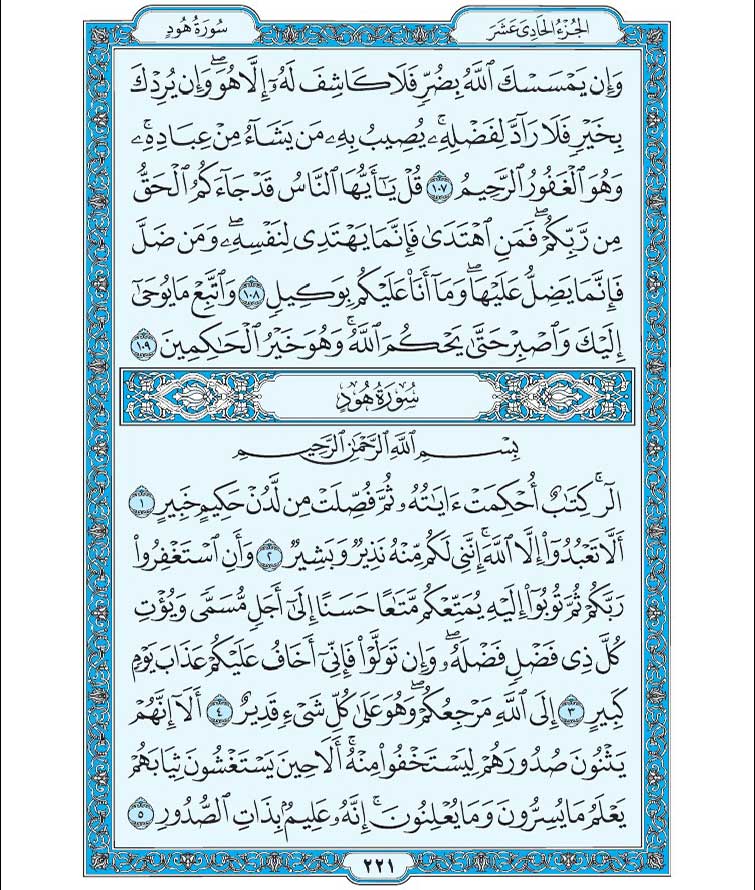 الجُزْءُ الحَادِى عَشَرَ
سُورَةُ هُودٍ
وَإِن يَمْسَسْكَ ٱللَّهُ بِضُرٍّ فَلَا كَاشِفَ لَهُۥٓ إِلَّا هُوَۖ وَإِن يُرِدْكَ
بِخَيْرٍ فَلَا رَآدَّ لِفَضْلِهِۦۚ يُصِيبُ بِهِۦ مَن يَشَآءُ مِنْ عِبَادِهِۦۚ
وَهُوَ ٱلْغَفُورُ ٱلرَّحِيمُ ١٠٧ قُلْ يَٰٓأَيُّهَا ٱلنَّاسُ قَدْ جَآءَكُمُ ٱلْحَقُّ
مِن رَّبِّكُمْۖ فَمَنِ ٱهْتَدَىٰ فَإِنَّمَا يَهْتَدِى لِنَفْسِهِۦۖ وَمَن ضَلَّ
فَإِنَّمَا يَضِلُّ عَلَيْهَاۖ وَمَآ أَنَا۠ عَلَيْكُم بِوَكِيلٍ ١٠٨ وَٱتَّبِعْ مَا يُوحَىٰٓ
إِلَيْكَ وَٱصْبِرْ حَتَّىٰ يَحْكُمَ ٱللَّهُۚ وَهُوَ خَيْرُ ٱلْحَٰكِمِينَ ١٠٩
سُورَةُ هُودٍ
بِسْمِ ٱللَّهِ ٱلرَّحْمَٰنِ ٱلرَّحِيمِ
الٓرۚ كِتَٰبٌ أُحْكِمَتْ ءَايَٰتُهُۥ ثُمَّ فُصِّلَتْ مِن لَّدُنْ حَكِيمٍ خَبِيرٍ ١
أَلَّا تَعْبُدُوٓا۟ إِلَّا ٱللَّهَۚ إِنَّنِى لَكُم مِّنْهُ نَذِيرٌ وَبَشِيرٌ ٢ وَأَنِ ٱسْتَغْفِرُوا۟
رَبَّكُمْ ثُمَّ تُوبُوٓا۟ إِلَيْهِ يُمَتِّعْكُم مَّتَٰعًا حَسَنًا إِلَىٰٓ أَجَلٍ مُّسَمًّى وَيُؤْتِ
كُلَّ ذِى فَضْلٍ فَضْلَهُۥۖ وَإِن تَوَلَّوْا۟ فَإِنِّىٓ أَخَافُ عَلَيْكُمْ عَذَابَ يَوْمٍ
كَبِيرٍ ٣ إِلَى ٱللَّهِ مَرْجِعُكُمْۖ وَهُوَ عَلَىٰ كُلِّ شَىْءٍ قَدِيرٌ ٤ أَلَآ إِنَّهُمْ
يَثْنُونَ صُدُورَهُمْ لِيَسْتَخْفُوا۟ مِنْهُۚ أَلَا حِينَ يَسْتَغْشُونَ ثِيَابَهُمْ
يَعْلَمُ مَا يُسِرُّونَ وَمَا يُعْلِنُونَۚ إِنَّهُۥ عَلِيمٌۢ بِذَاتِ ٱلصُّدُورِ ٥
٢٢١